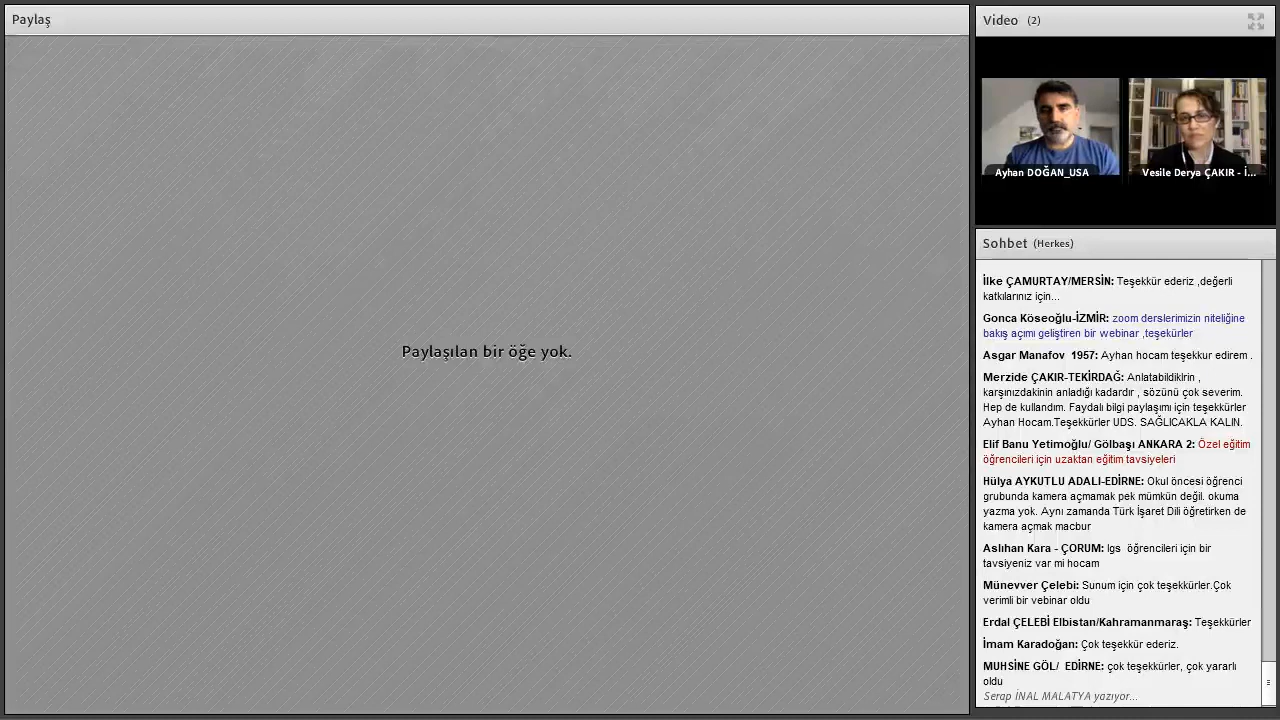 Paylaş
Paylaşılan bir öğe yok.
Video (2)
Ayhan DOĞAN_USA
Vesile Derya ÇAKIR - İ...
Sohbet (Herkes)
İlke ÇAMURTAY/MERSİN: Teşekkür ederiz ,değerli
katkılarınız için...
Gonca Köseoğlu-İZMİR: zoom derslerimizin niteliğine
bakış açımı geliştiren bir webinar ,teşekürler
Asgar Manafov 1957: Ayhan hocam teşekkur edirem .
Merzide ÇAKIR-TEKİRDAĞ: Anlatabildiklrin ,
karşınızdakinin anladığı kadardır , sözünü çok severim.
Hep de kullandım. Faydalı bilgi paylaşımı için teşekkürler
Ayhan Hocam.Teşekkürler UDS. SAĞLICAKLA KALIN.
Elif Banu Yetimoğlu/ Gölbaşı ANKARA 2: Özel eğitim
öğrencileri için uzaktan eğitim tavsiyeleri
Hülya AYKUTLU ADALI-EDİRNE: Okul öncesi öğrenci
grubunda kamera açmamak pek mümkün değil. okuma
yazma yok. Aynı zamanda Türk İşaret Dili öğretirken de
kamera açmak macbur
Aslıhan Kara - ÇORUM: lgs öğrencileri için bir
tavsiyeniz var mi hocam
Münevver Çelebi: Sunum için çok teşekkürler.Çok
verimli bir vebinar oldu
Erdal ÇELEBİ Elbistan/Kahramanmaraş: Teşekkürler
İmam Karadoğan: Çok teşekkür ederiz.
MUHSİNE GÖL/ EDİRNE: çok teşekkürler, çok yararlı
oldu
Serap İNAL MALATYA yazıyor...